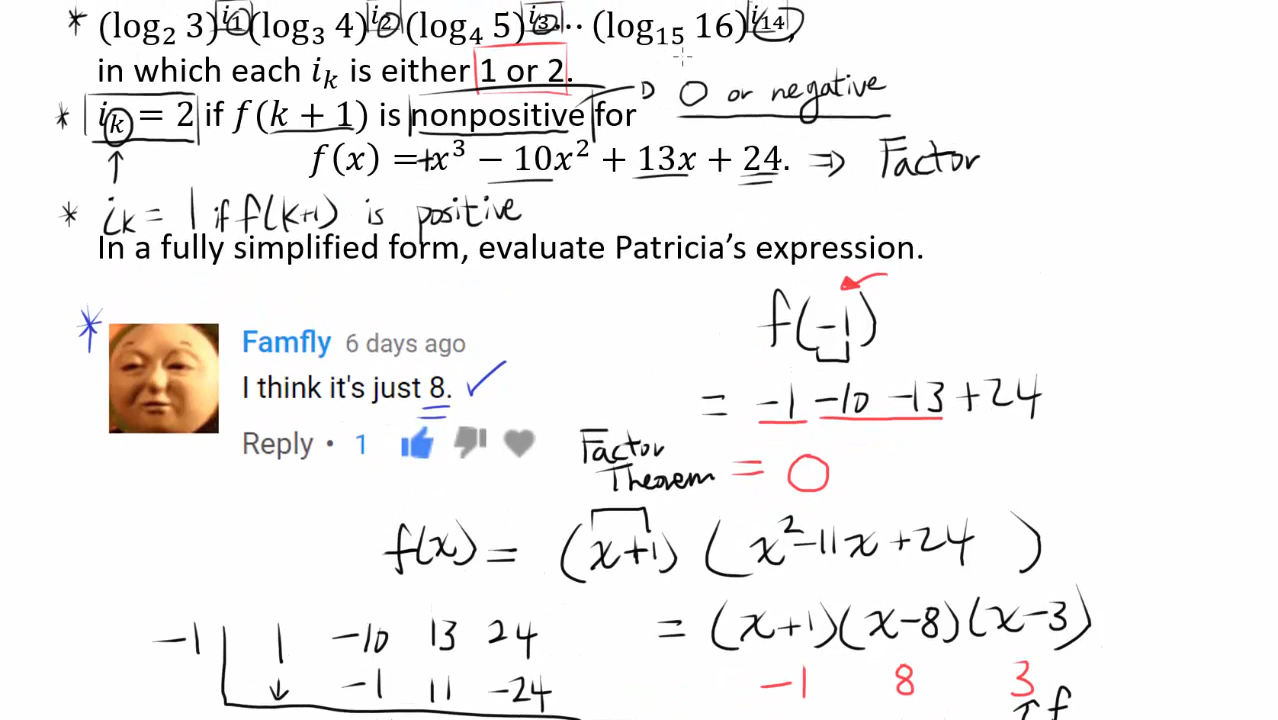 * (log₂ 3)^i₁ (log₃ 4)^i₂ (log₄ 5)^i₃ ⋯ (log₁₅ 16)^i₁₄,
in which each iₖ is either 1 or 2.
* iₖ = 2 if f(k + 1) is nonpositive for
0 or negative
f(x) = +x³ − 10x² + 13x + 24. ⇒ Factor
* iₖ = 1 if f(k+1) is positive
In a fully simplified form, evaluate Patricia’s expression.
f(-1)
* Famfly 6 days ago
I think it's just 8. ✓
= -1 -10 -13 +24
Reply • 1
Factor Theorem = 0
f(x) = (x+1) (x²-11x+24 )
= (x+1)(x-8)(x-3)
-1 8 3
-1 1 -10 13 24
↓ -1 11 -24
f